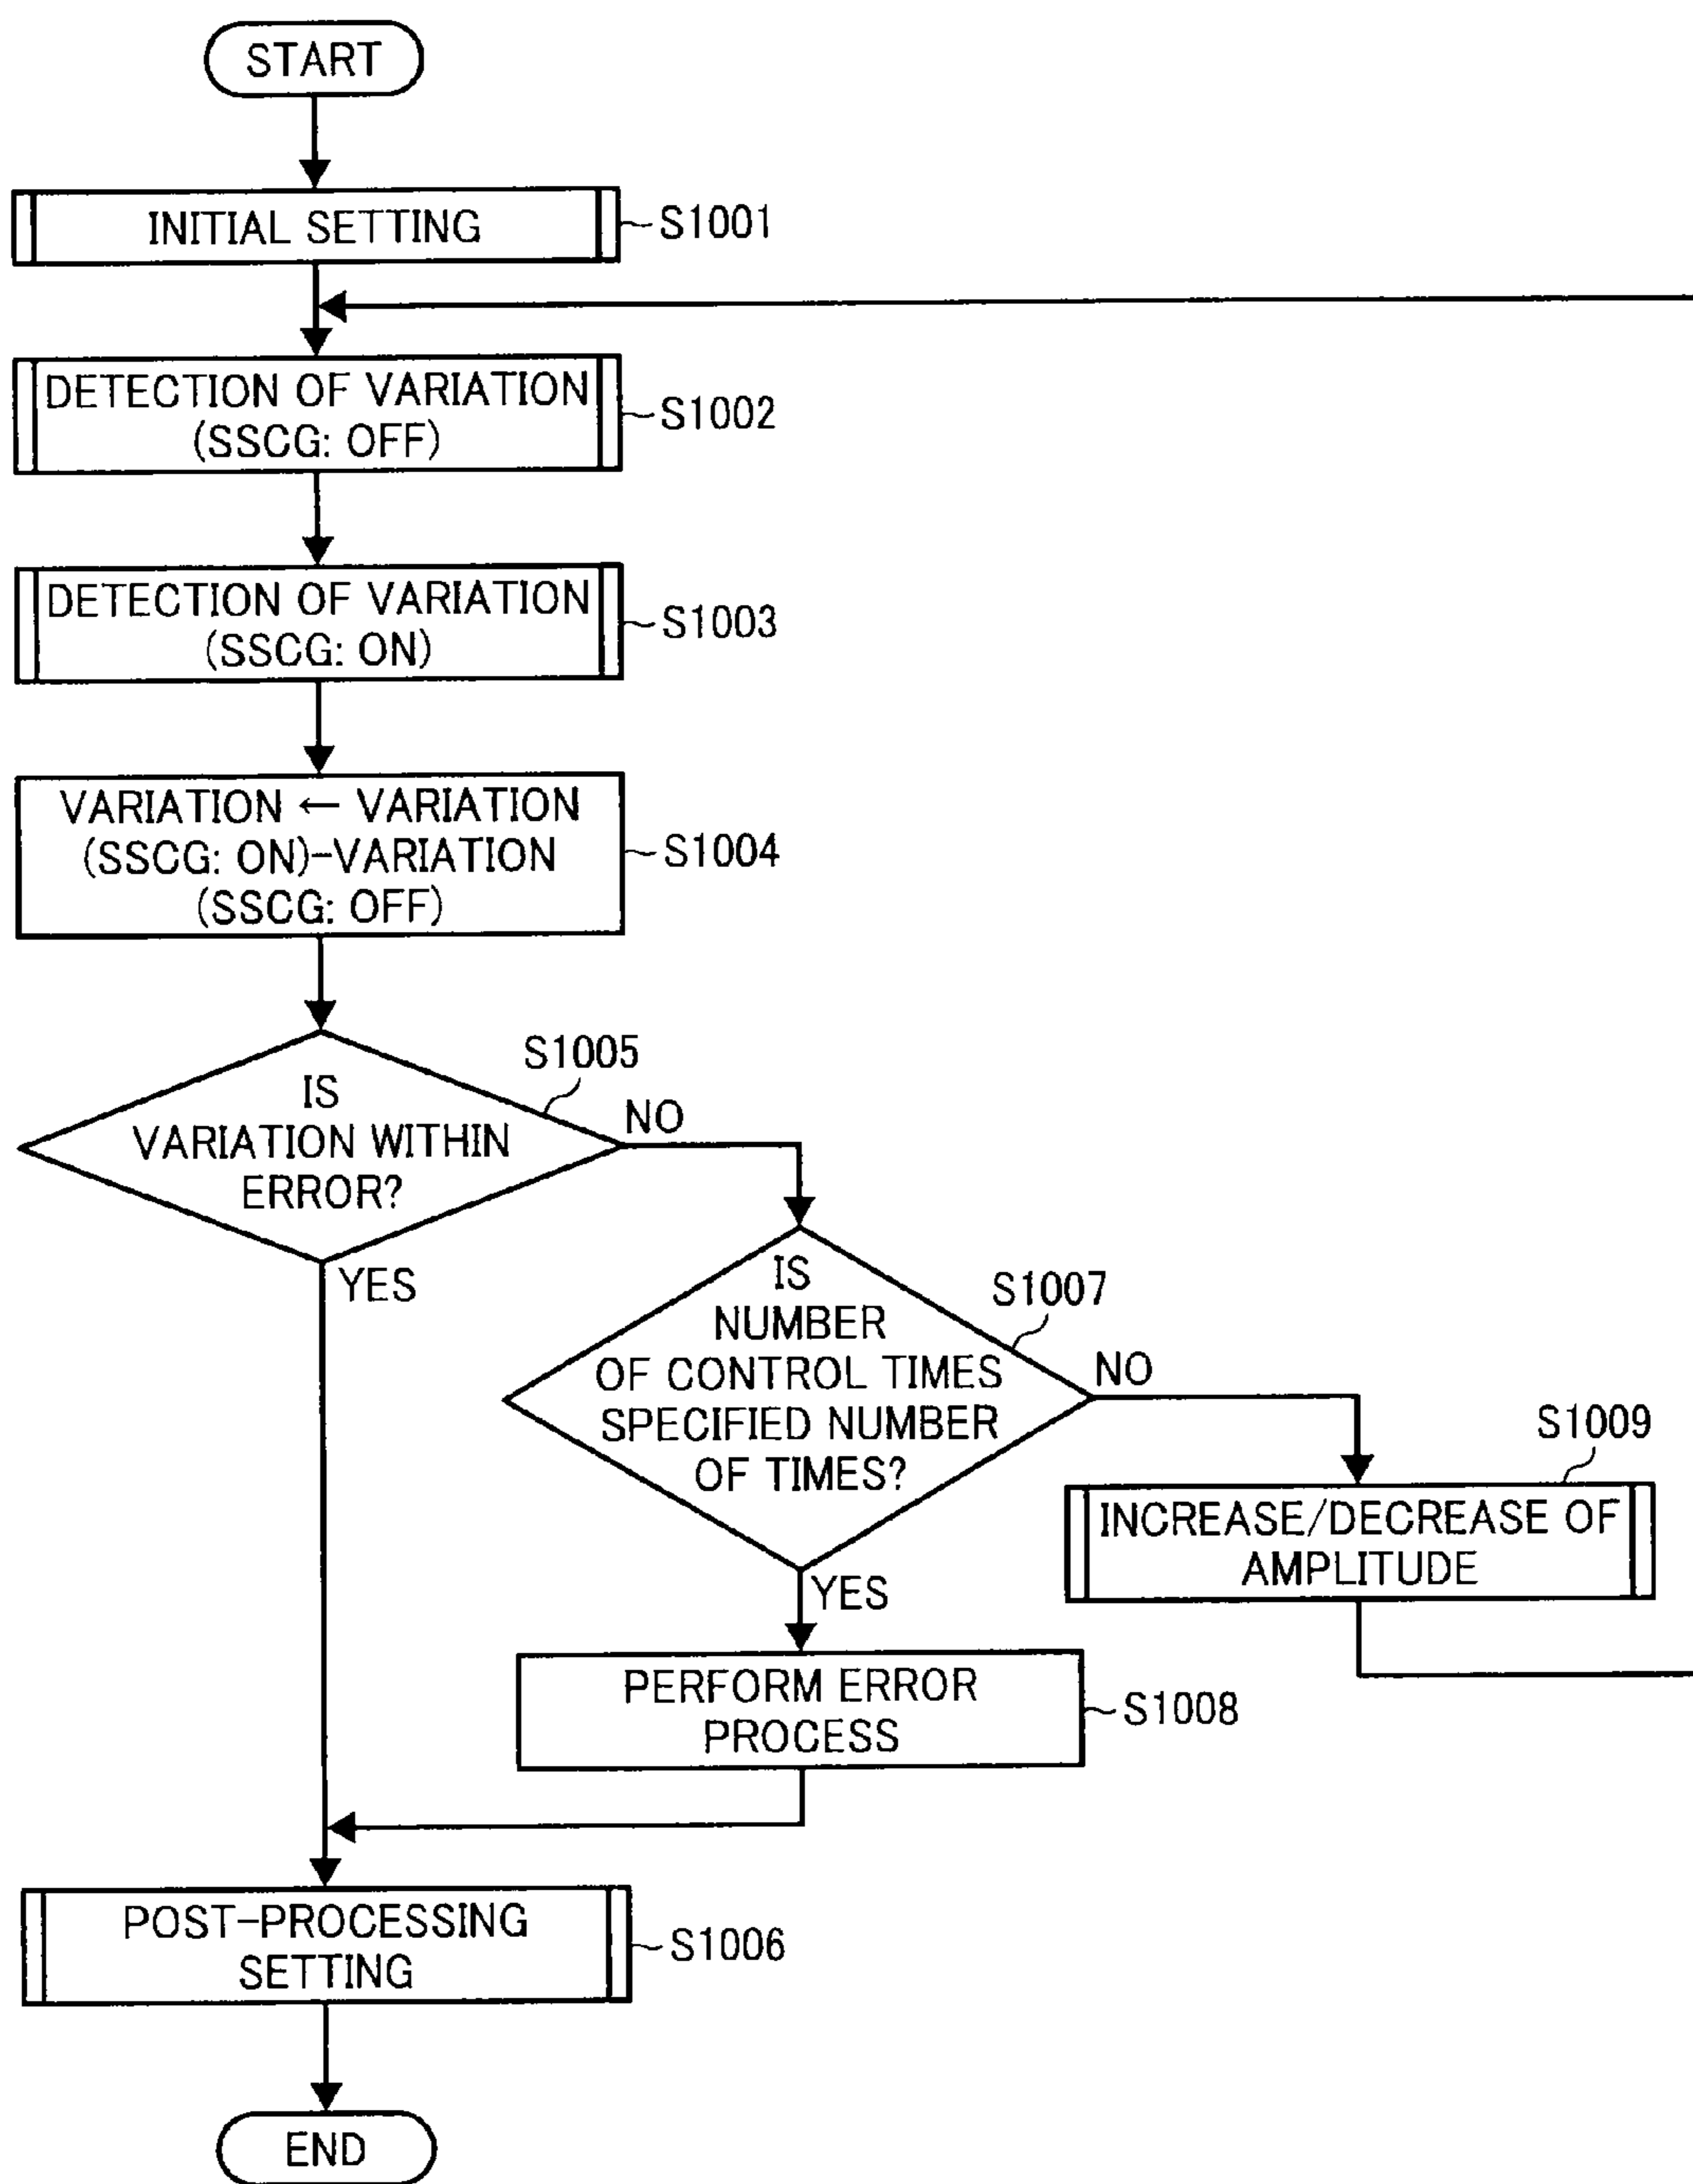 START
INITIAL SETTING
S1001
DETECTION OF VARIATION
(SSCG: OFF)
S1002
DETECTION OF VARIATION
(SSCG: ON)
S1003
VARIATION ← VARIATION
(SSCG: ON)-VARIATION
(SSCG: OFF)
S1004
IS
VARIATION WITHIN
ERROR?
S1005
NO
YES
IS
NUMBER
OF CONTROL TIMES
SPECIFIED NUMBER
OF TIMES?
S1007
NO
YES
S1009
INCREASE/DECREASE OF
AMPLITUDE
PERFORM ERROR
PROCESS
S1008
POST-PROCESSING
SETTING
S1006
END